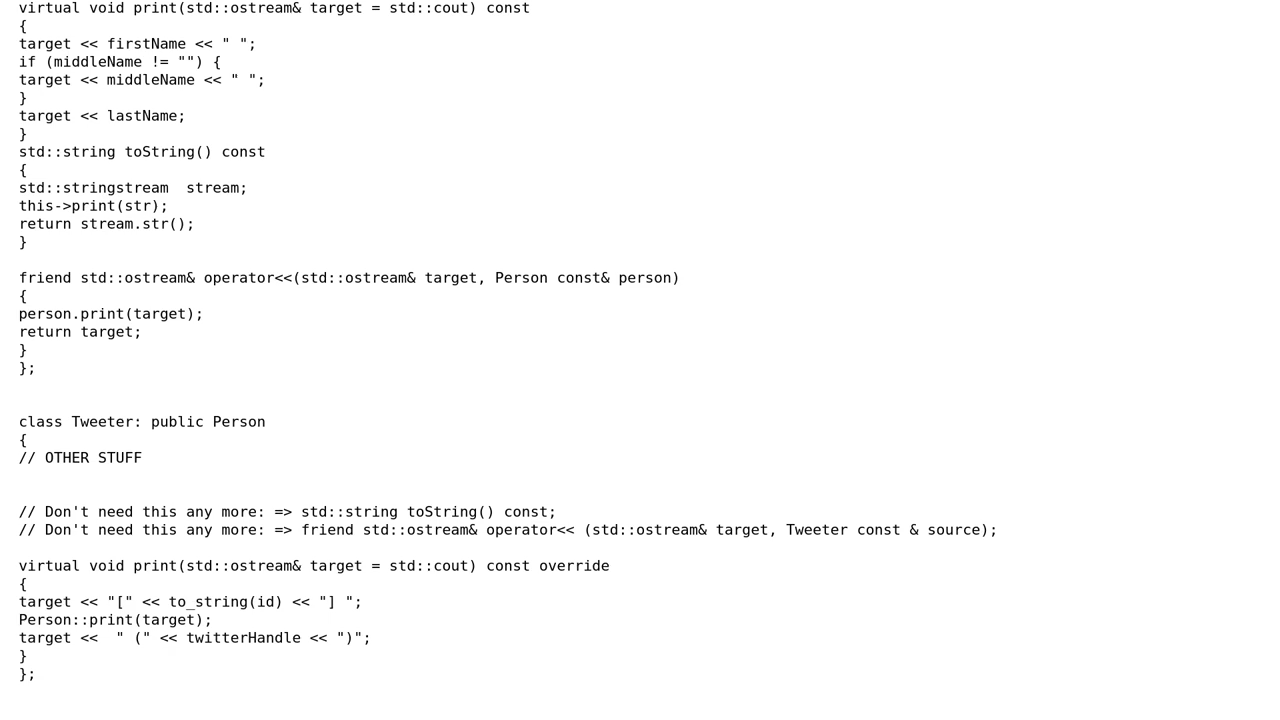 virtual void print(std::ostream& target = std::cout) const
{
target << firstName << " ";
if (middleName != "") {
target << middleName << " ";
}
target << lastName;
}
std::string toString() const
{
std::stringstream  stream;
this->print(str);
return stream.str();
}
friend std::ostream& operator<<(std::ostream& target, Person const& person)
{
person.print(target);
return target;
}
};
class Tweeter: public Person
{
// OTHER STUFF
// Don't need this any more: => std::string toString() const;
// Don't need this any more: => friend std::ostream& operator<< (std::ostream& target, Tweeter const & source);
virtual void print(std::ostream& target = std::cout) const override
{
target << "[" << to_string(id) << "] ";
Person::print(target);
target <<  " (" << twitterHandle << ")";
}
};